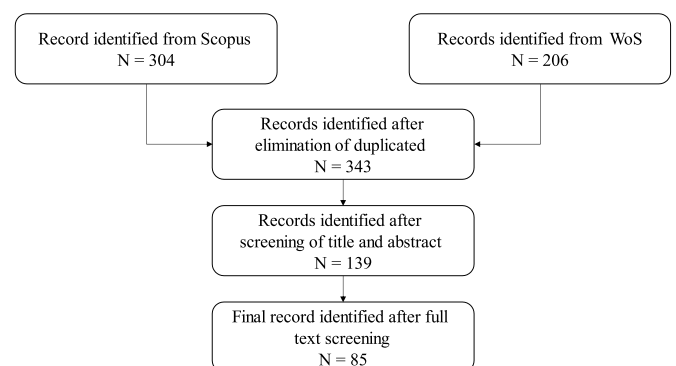 Record identified from Scopus
N = 304
Records identified from WoS
N = 206
Records identified after
elimination of duplicated
N = 343
Records identified after
screening of title and abstract
N = 139
Final record identified after full
text screening
N = 85